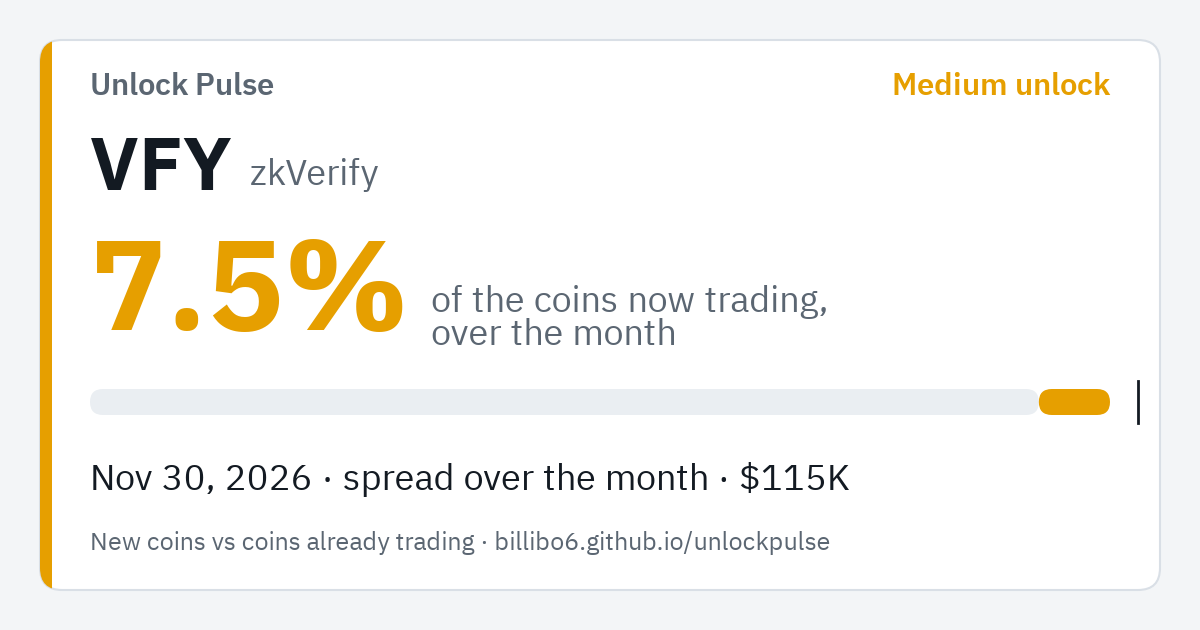 Unlock Pulse
Medium unlock
VFY zkVerify
7.5% of the coins now trading,
over the month
Nov 30, 2026 · spread over the month · $115K
New coins vs coins already trading · billibo6.github.io/unlockpulse